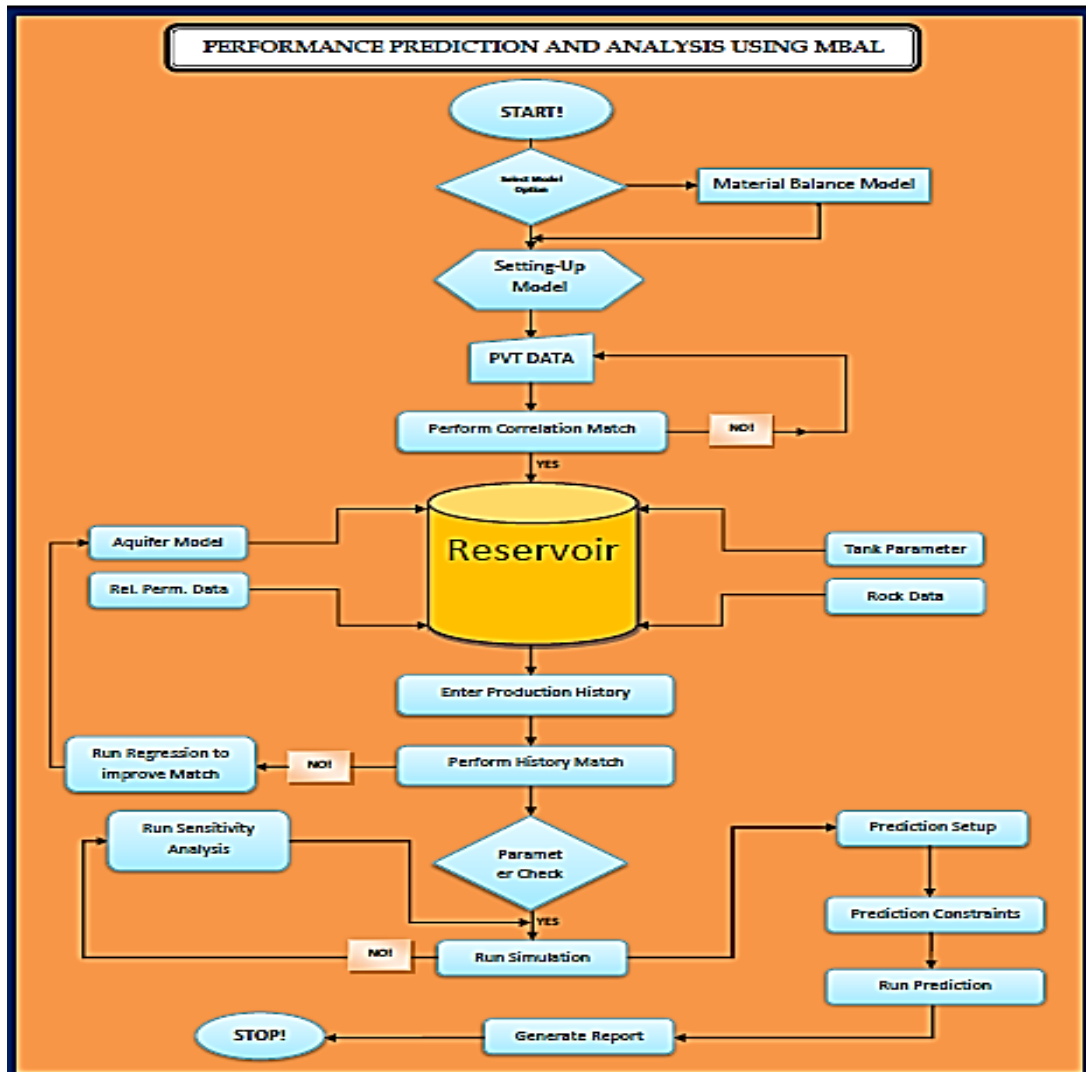 PERFORMANCE PREDICTION AND ANALYSIS USING MBAL
START!
Select Model
Option
Material Balance Model
Setting-Up
Model
PVT DATA
Perform Correlation Match
NO!
YES
Reservoir
Aquifer Model
Tank Parameter
Rel. Perm. Data
Rock Data
Enter Production History
Run Regression to
improve Match
NO!
Perform History Match
Run Sensitivity
Analysis
Paramet
er Check
Prediction Setup
YES
Prediction Constraints
NO!
Run Simulation
Run Prediction
STOP!
Generate Report